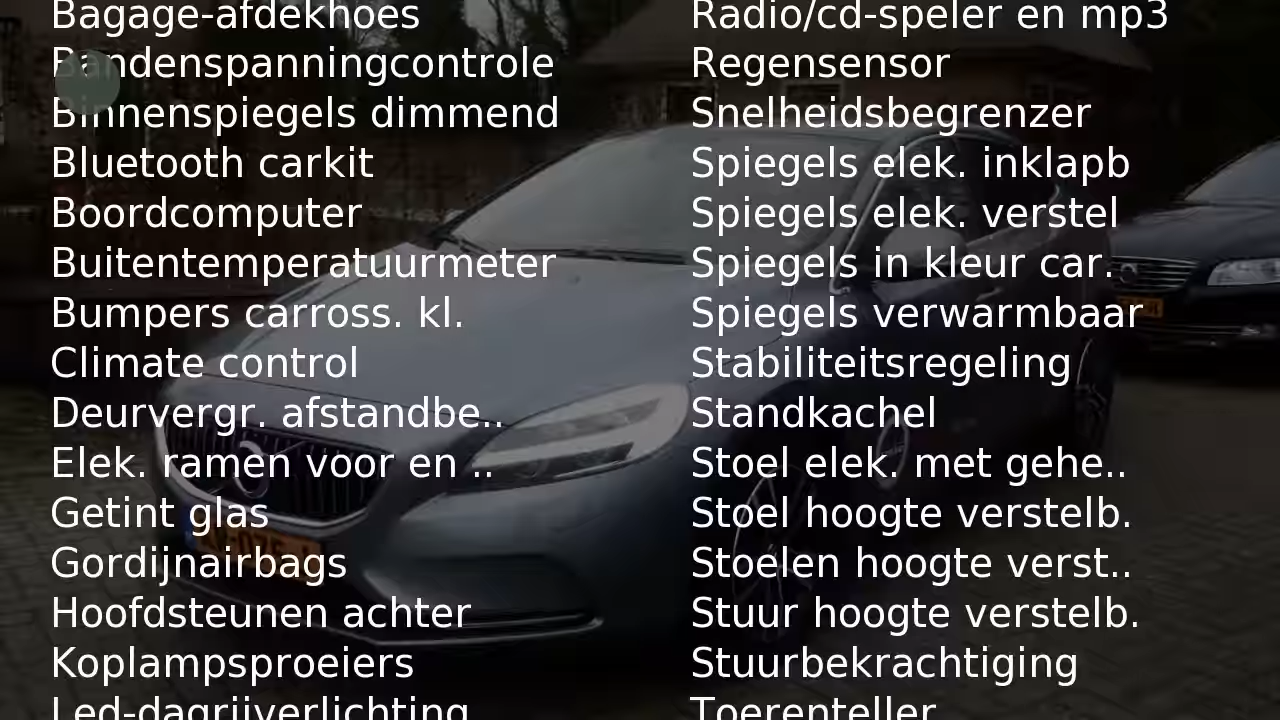 Bagage-afdekhoes
Bandenspanningcontrole
Binnenspiegels dimmend
Bluetooth carkit
Boordcomputer
Buitentemperatuurmeter
Bumpers carross. kl.
Climate control
Deurvergr. afstandbe..
Elek. ramen voor en ..
Getint glas
Gordijnairbags
Hoofdsteunen achter
Koplampsproeiers
Led-dagrijverlichting
Radio/cd-speler en mp3
Regensensor
Snelheidsbegrenzer
Spiegels elek. inklapb
Spiegels elek. verstel
Spiegels in kleur car.
Spiegels verwarmbaar
Stabiliteitsregeling
Standkachel
Stoel elek. met gehe..
Stoel hoogte verstelb.
Stoelen hoogte verst..
Stuur hoogte verstelb.
Stuurbekrachtiging
Toerenteller